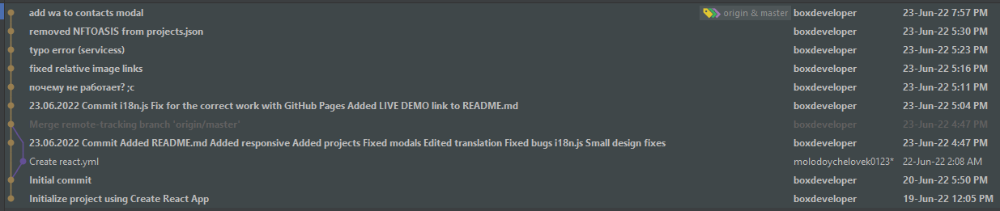 add wa to contacts modal origin & master boxdeveloper 23-Jun-22 7:57 PM
removed NFTOASIS from projects.json boxdeveloper 23-Jun-22 5:30 PM
typo error (servicess) boxdeveloper 23-Jun-22 5:23 PM
fixed relative image links boxdeveloper 23-Jun-22 5:16 PM
почему не работает? ;c boxdeveloper 23-Jun-22 5:11 PM
23.06.2022 Commit i18n.js Fix for the correct work with GitHub Pages Added LIVE DEMO link to README.md boxdeveloper 23-Jun-22 5:04 PM
Merge remote-tracking branch 'origin/master' boxdeveloper 23-Jun-22 4:47 PM
23.06.2022 Commit Added README.md Added responsive Added projects Fixed modals Edited translation Fixed bugs i18n.js Small design fixes boxdeveloper 23-Jun-22 4:47 PM
Create react.yml molodoychelovek0123* 22-Jun-22 2:08 AM
Initial commit boxdeveloper 20-Jun-22 5:50 PM
Initialize project using Create React App boxdeveloper 19-Jun-22 12:05 PM